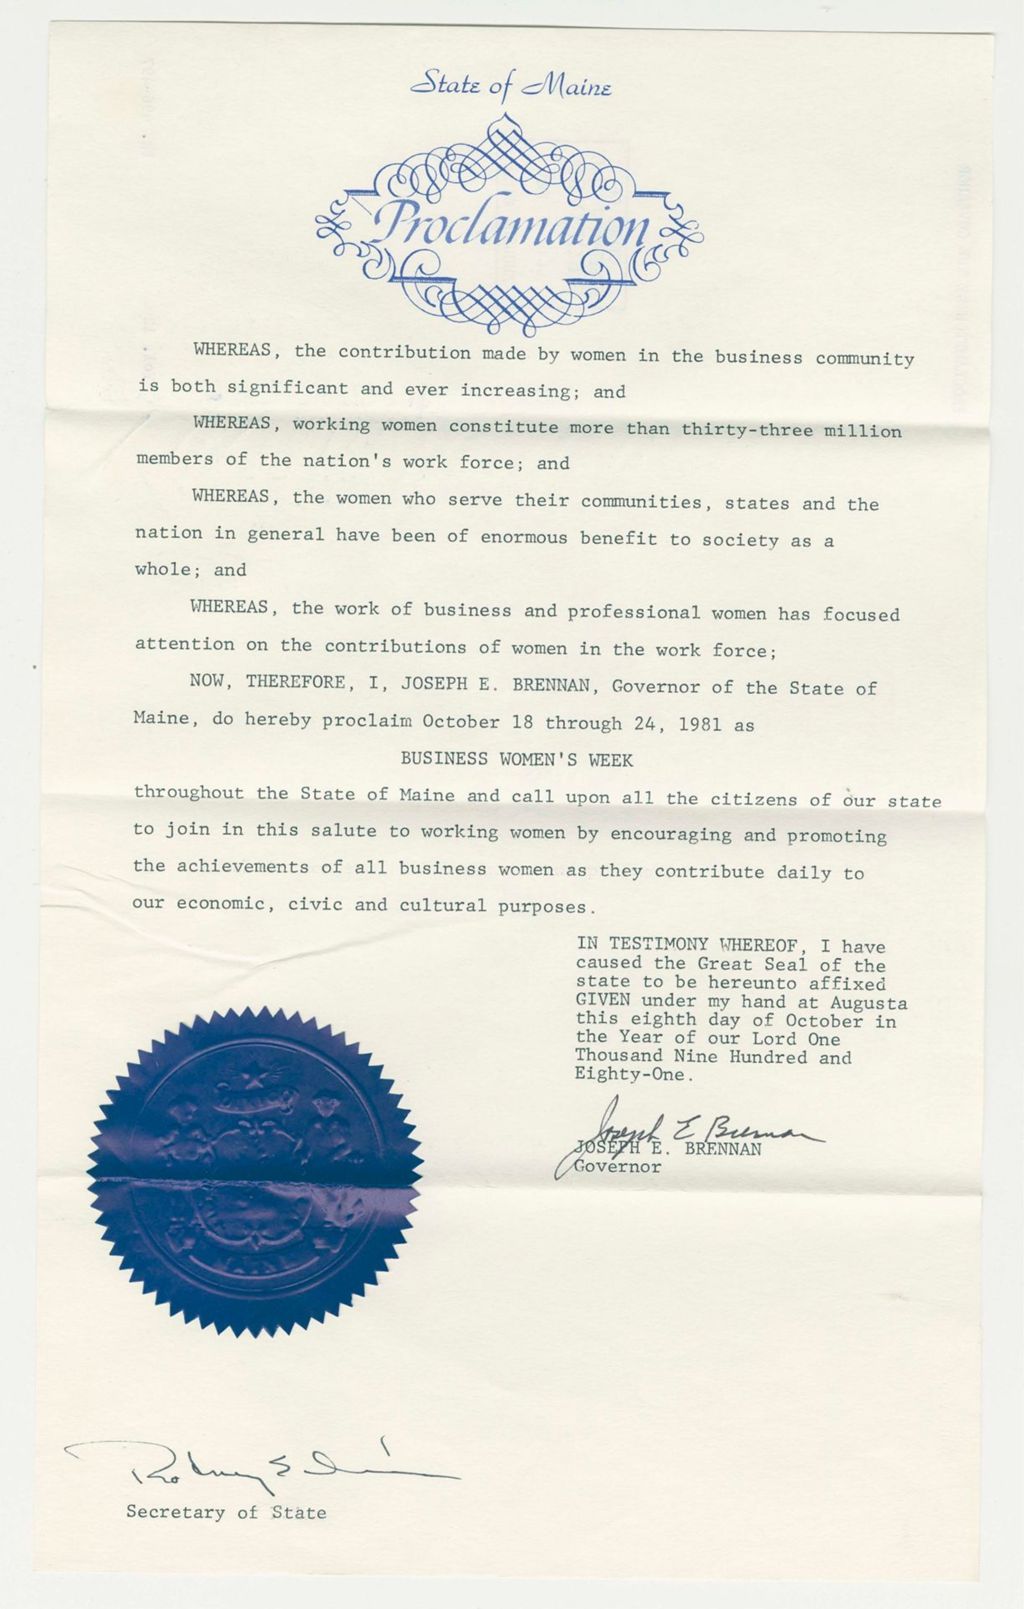 State of Maine
Proclamation
WHEREAS, the contribution made by women in the business community
is both significant and ever increasing; and
WHEREAS, working women constitute more than thirty-three million
members of the nation's work force; and
WHEREAS, the women who serve their communities, states and the
nation in general have been of enormous benefit to society as a
whole; and
WHEREAS, the work of business and professional women has focused
attention on the contributions of women in the work force;
NOW, THEREFORE, I, JOSEPH E. BRENNAN, Governor of the State of
Maine, do hereby proclaim October 18 through 24, 1981 as
BUSINESS WOMEN'S WEEK
throughout the State of Maine and call upon all the citizens of our state
to join in this salute to working women by encouraging and promoting
the achievements of all business women as they contribute daily to
our economic, civic and cultural purposes.
IN TESTIMONY WHEREOF, I have
caused the Great Seal of the
state to be hereunto affixed
GIVEN under my hand at Augusta
this eighth day of October in
the Year of our Lord One
Thousand Nine Hundred and
Eighty-One.
Joseph E Brennan
JOSEPH E. BRENNAN
Governor
Rodney S
Secretary of State